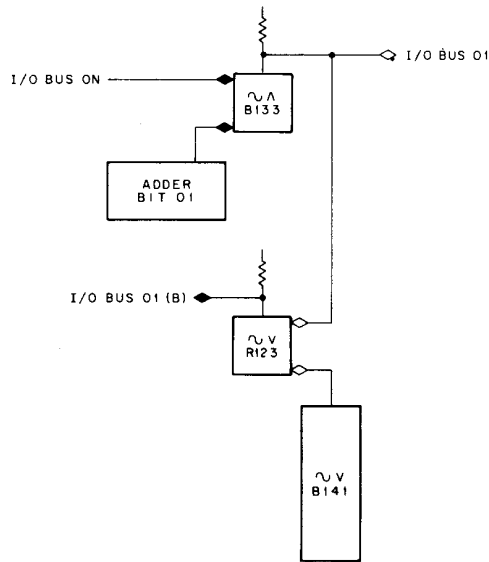 I/O BUS 01
I/O BUS ON
~ Λ
B133
ADDER
BIT 01
I/O BUS 01 (B)
~ V
R123
~ V
B141